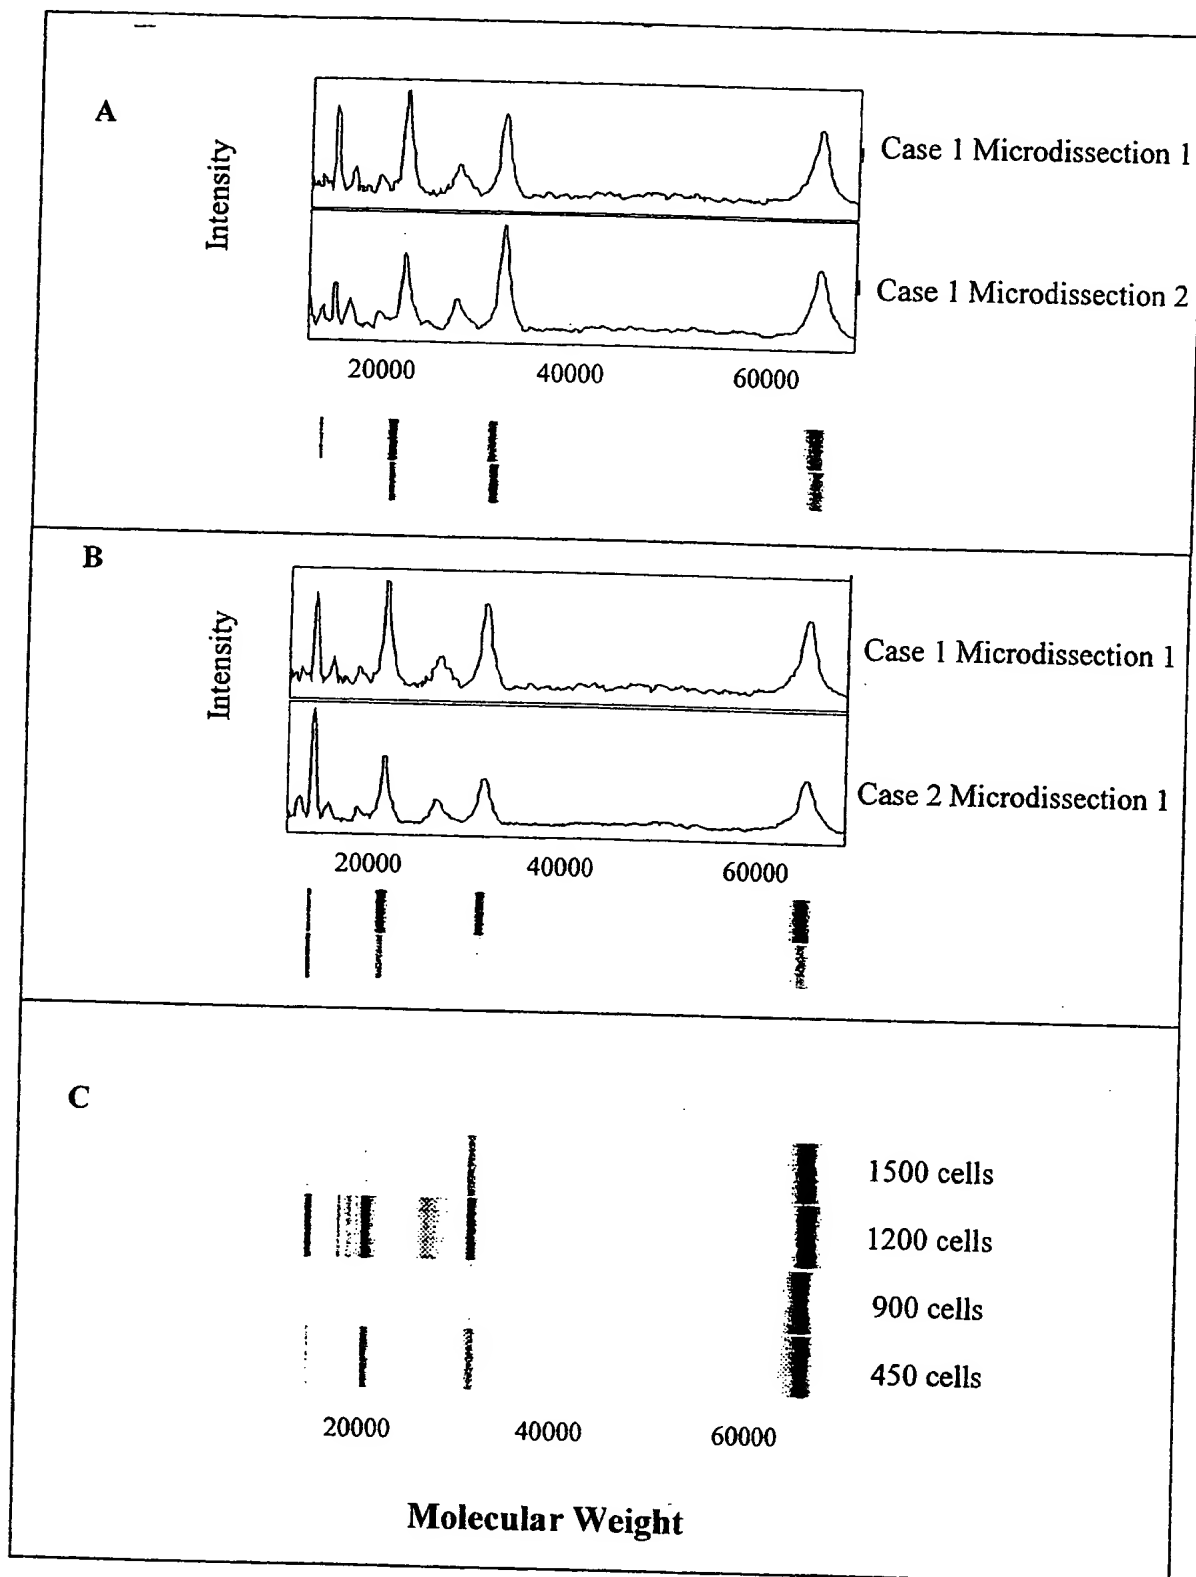 A
Intensity
Case 1 Microdissection 1
Case 1 Microdissection 2
20000 40000 60000
B
Intensity
Case 1 Microdissection 1
Case 2 Microdissection 1
20000 40000 60000
C
1500 cells
1200 cells
900 cells
450 cells
20000 40000 60000
Molecular Weight